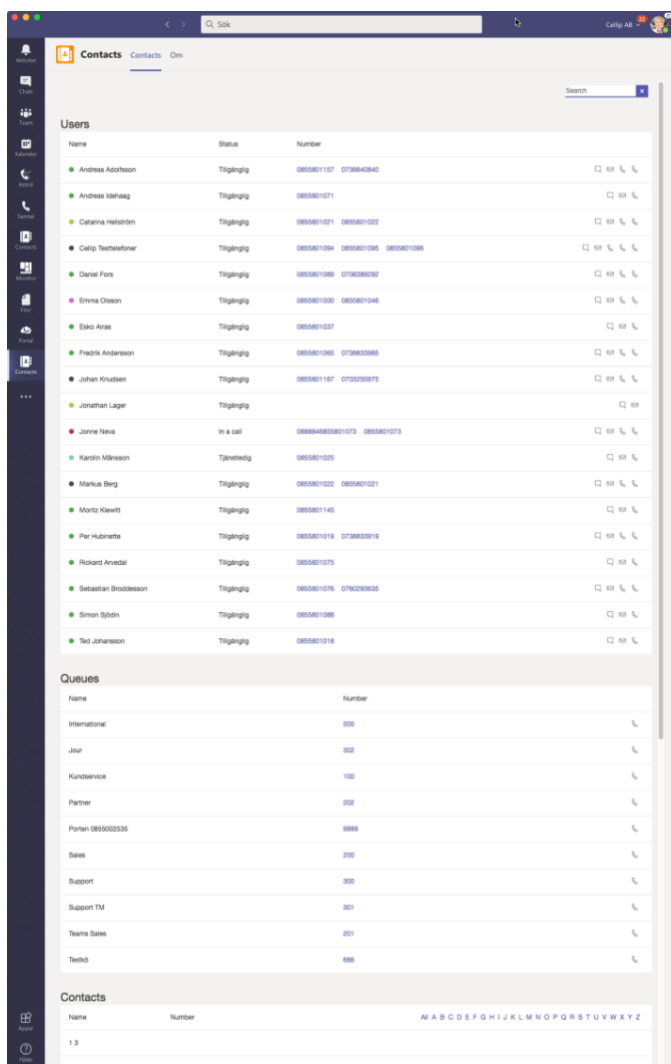 Sök
Cellip AB
22
Aktivitet
Chatt
Team
Kalender
Astrid
Samtal
Contacts
Monitor
Filer
Portal
Contacts
Appar
Hjälp
Contacts Contacts Om
Search
Users
Name Status Number
Andreas Adolfsson Tillgänglig 0855801157 0736840840
Andreas Idehaag Tillgänglig 0855801071
Catarina Hellström Tillgänglig 0855801021 0855801022
Cellip Testtelefoner Tillgänglig 0855801094 0855801095 0855801096
Daniel Fors Tillgänglig 0855801089 0708389292
Emma Olsson Tillgänglig 0855801000 0855801046
Esko Airas Tillgänglig 0855801037
Fredrik Andersson Tillgänglig 0855801065 0736833965
Johan Knudsen Tillgänglig 0855801167 0703250975
Jonathan Lager Tillgänglig
Jonne Neva In a call 0888846855801073 0855801073
Karolin Månsson Tjänstledig 0855801025
Markus Berg Tillgänglig 0855801022 0855801021
Moritz Kiewitt Tillgänglig 0855801145
Per Hubinette Tillgänglig 0855801019 0736833919
Rickard Arvedal Tillgänglig 0855801075
Sebastian Broddesson Tillgänglig 0855801076 0760293635
Simon Sjödin Tillgänglig 0855801086
Ted Johansson Tillgänglig 0855801018
Queues
Name Number
International 500
Jour 302
Kundservice 100
Partner 202
Porten 0855002535 9999
Sales 200
Support 300
Support TM 301
Teams Sales 201
Testkö 666
Contacts
Name Number All A B C D E F G H I J K L M N O P Q R S T U V W X Y Z
1 3